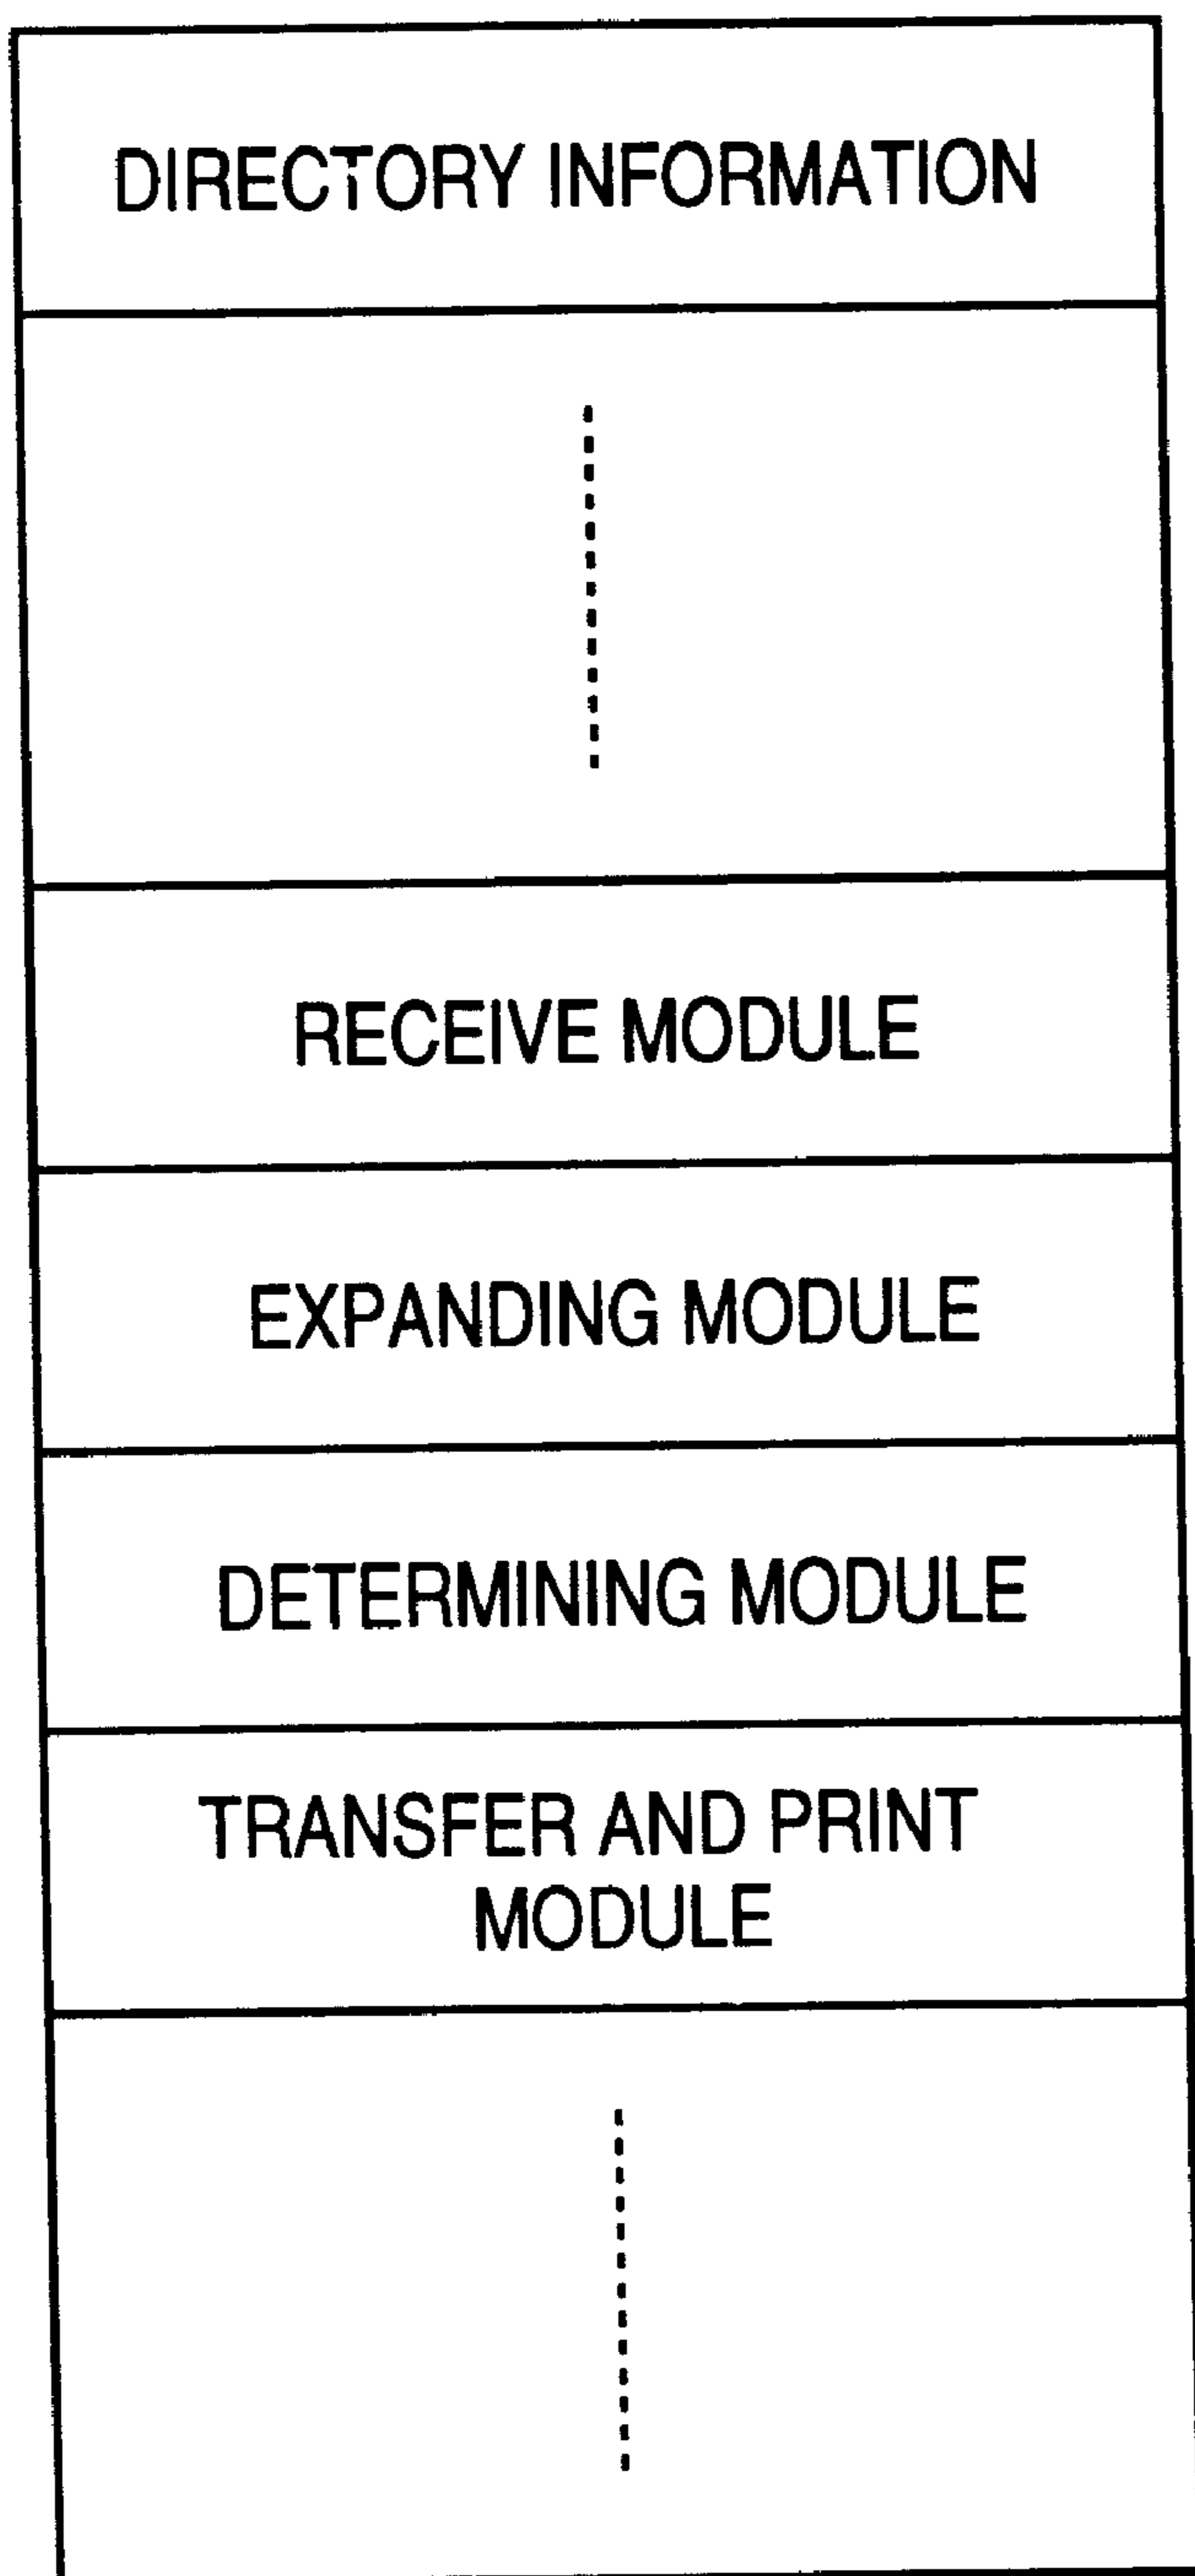 DIRECTORY INFORMATION
RECEIVE MODULE
EXPANDING MODULE
DETERMINING MODULE
TRANSFER AND PRINT
MODULE